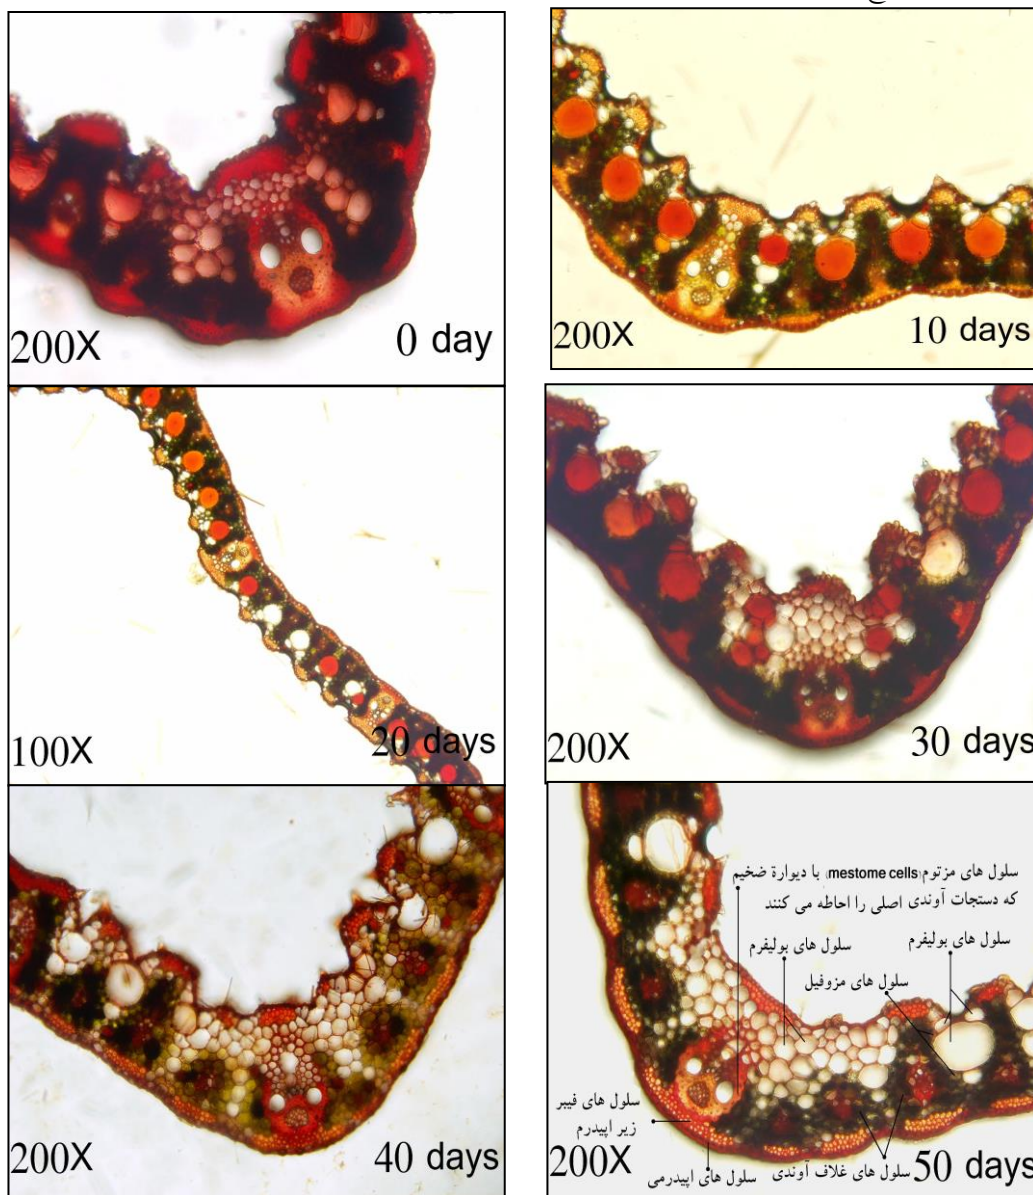 200X
0 day
200X
10 days
100X
20 days
200X
30 days
200X
40 days
سلول های مزتوم (mestome cells) با دیوارۀ ضخیم
که دستجات آوندی اصلی را احاطه می کنند
سلول های بولیفرم
سلول های بولیفرم
سلول های مزوفیل
سلول های فیبر
زیر اپیدرم
سلول های اپیدرمی
سلول های غلاف آوندی
200X
50 days